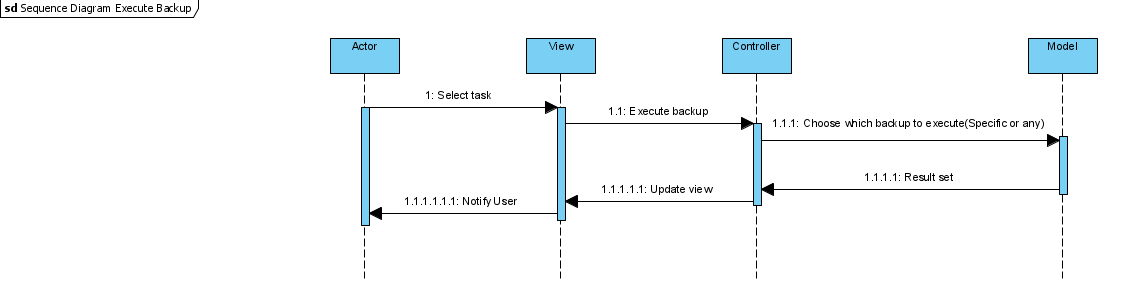 sd Sequence Diagram Execute Backup
Actor
View
Controller
Model
1: Select task
1.1: Execute backup
1.1.1: Choose which backup to execute(Specific or any)
1.1.1.1: Result set
1.1.1.1.1: Update view
1.1.1.1.1.1: Notify User